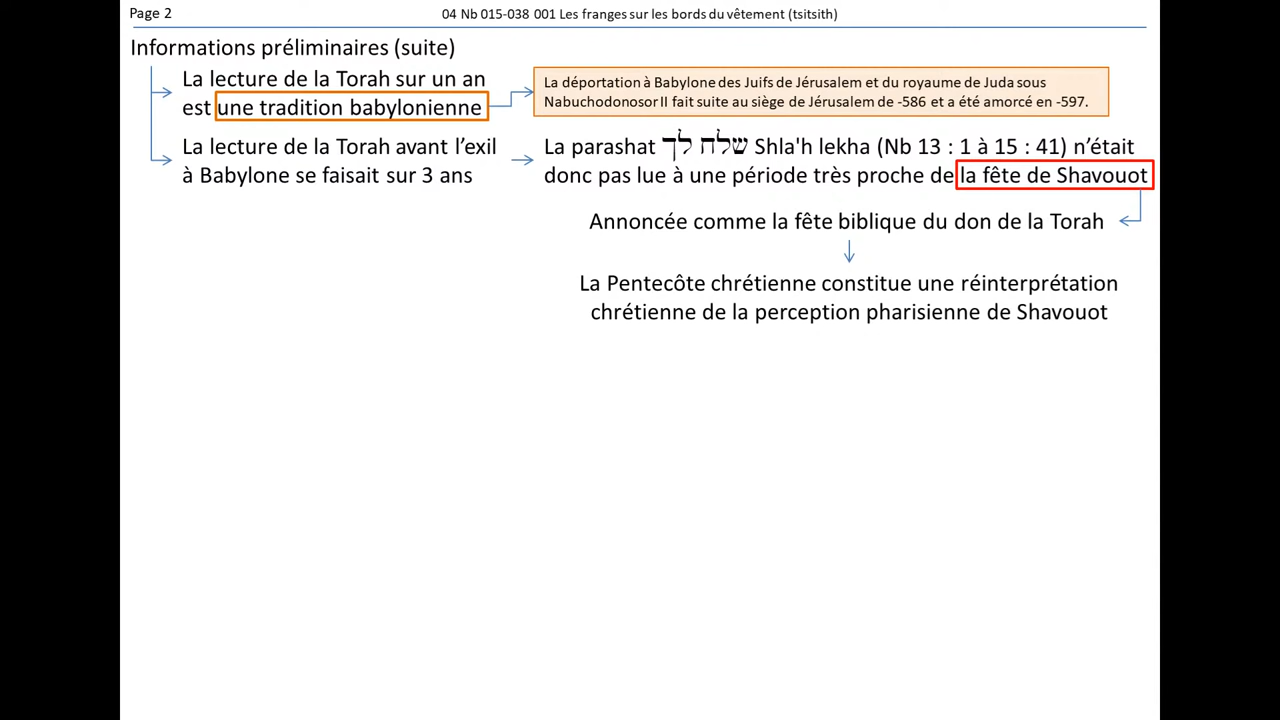 Page 2
04 Nb 015-038 001 Les franges sur les bords du vêtement (tsitsith)
Informations préliminaires (suite)
La lecture de la Torah sur un an
est une tradition babylonienne
La déportation à Babylone des Juifs de Jérusalem et du royaume de Juda sous
Nabuchodonosor II fait suite au siège de Jérusalem de -586 et a été amorcé en -597.
La lecture de la Torah avant l’exil
à Babylone se faisait sur 3 ans
La parashat שלח לך Shla'h lekha (Nb 13 : 1 à 15 : 41) n’était
donc pas lue à une période très proche de la fête de Shavouot
Annoncée comme la fête biblique du don de la Torah
La Pentecôte chrétienne constitue une réinterprétation
chrétienne de la perception pharisienne de Shavouot